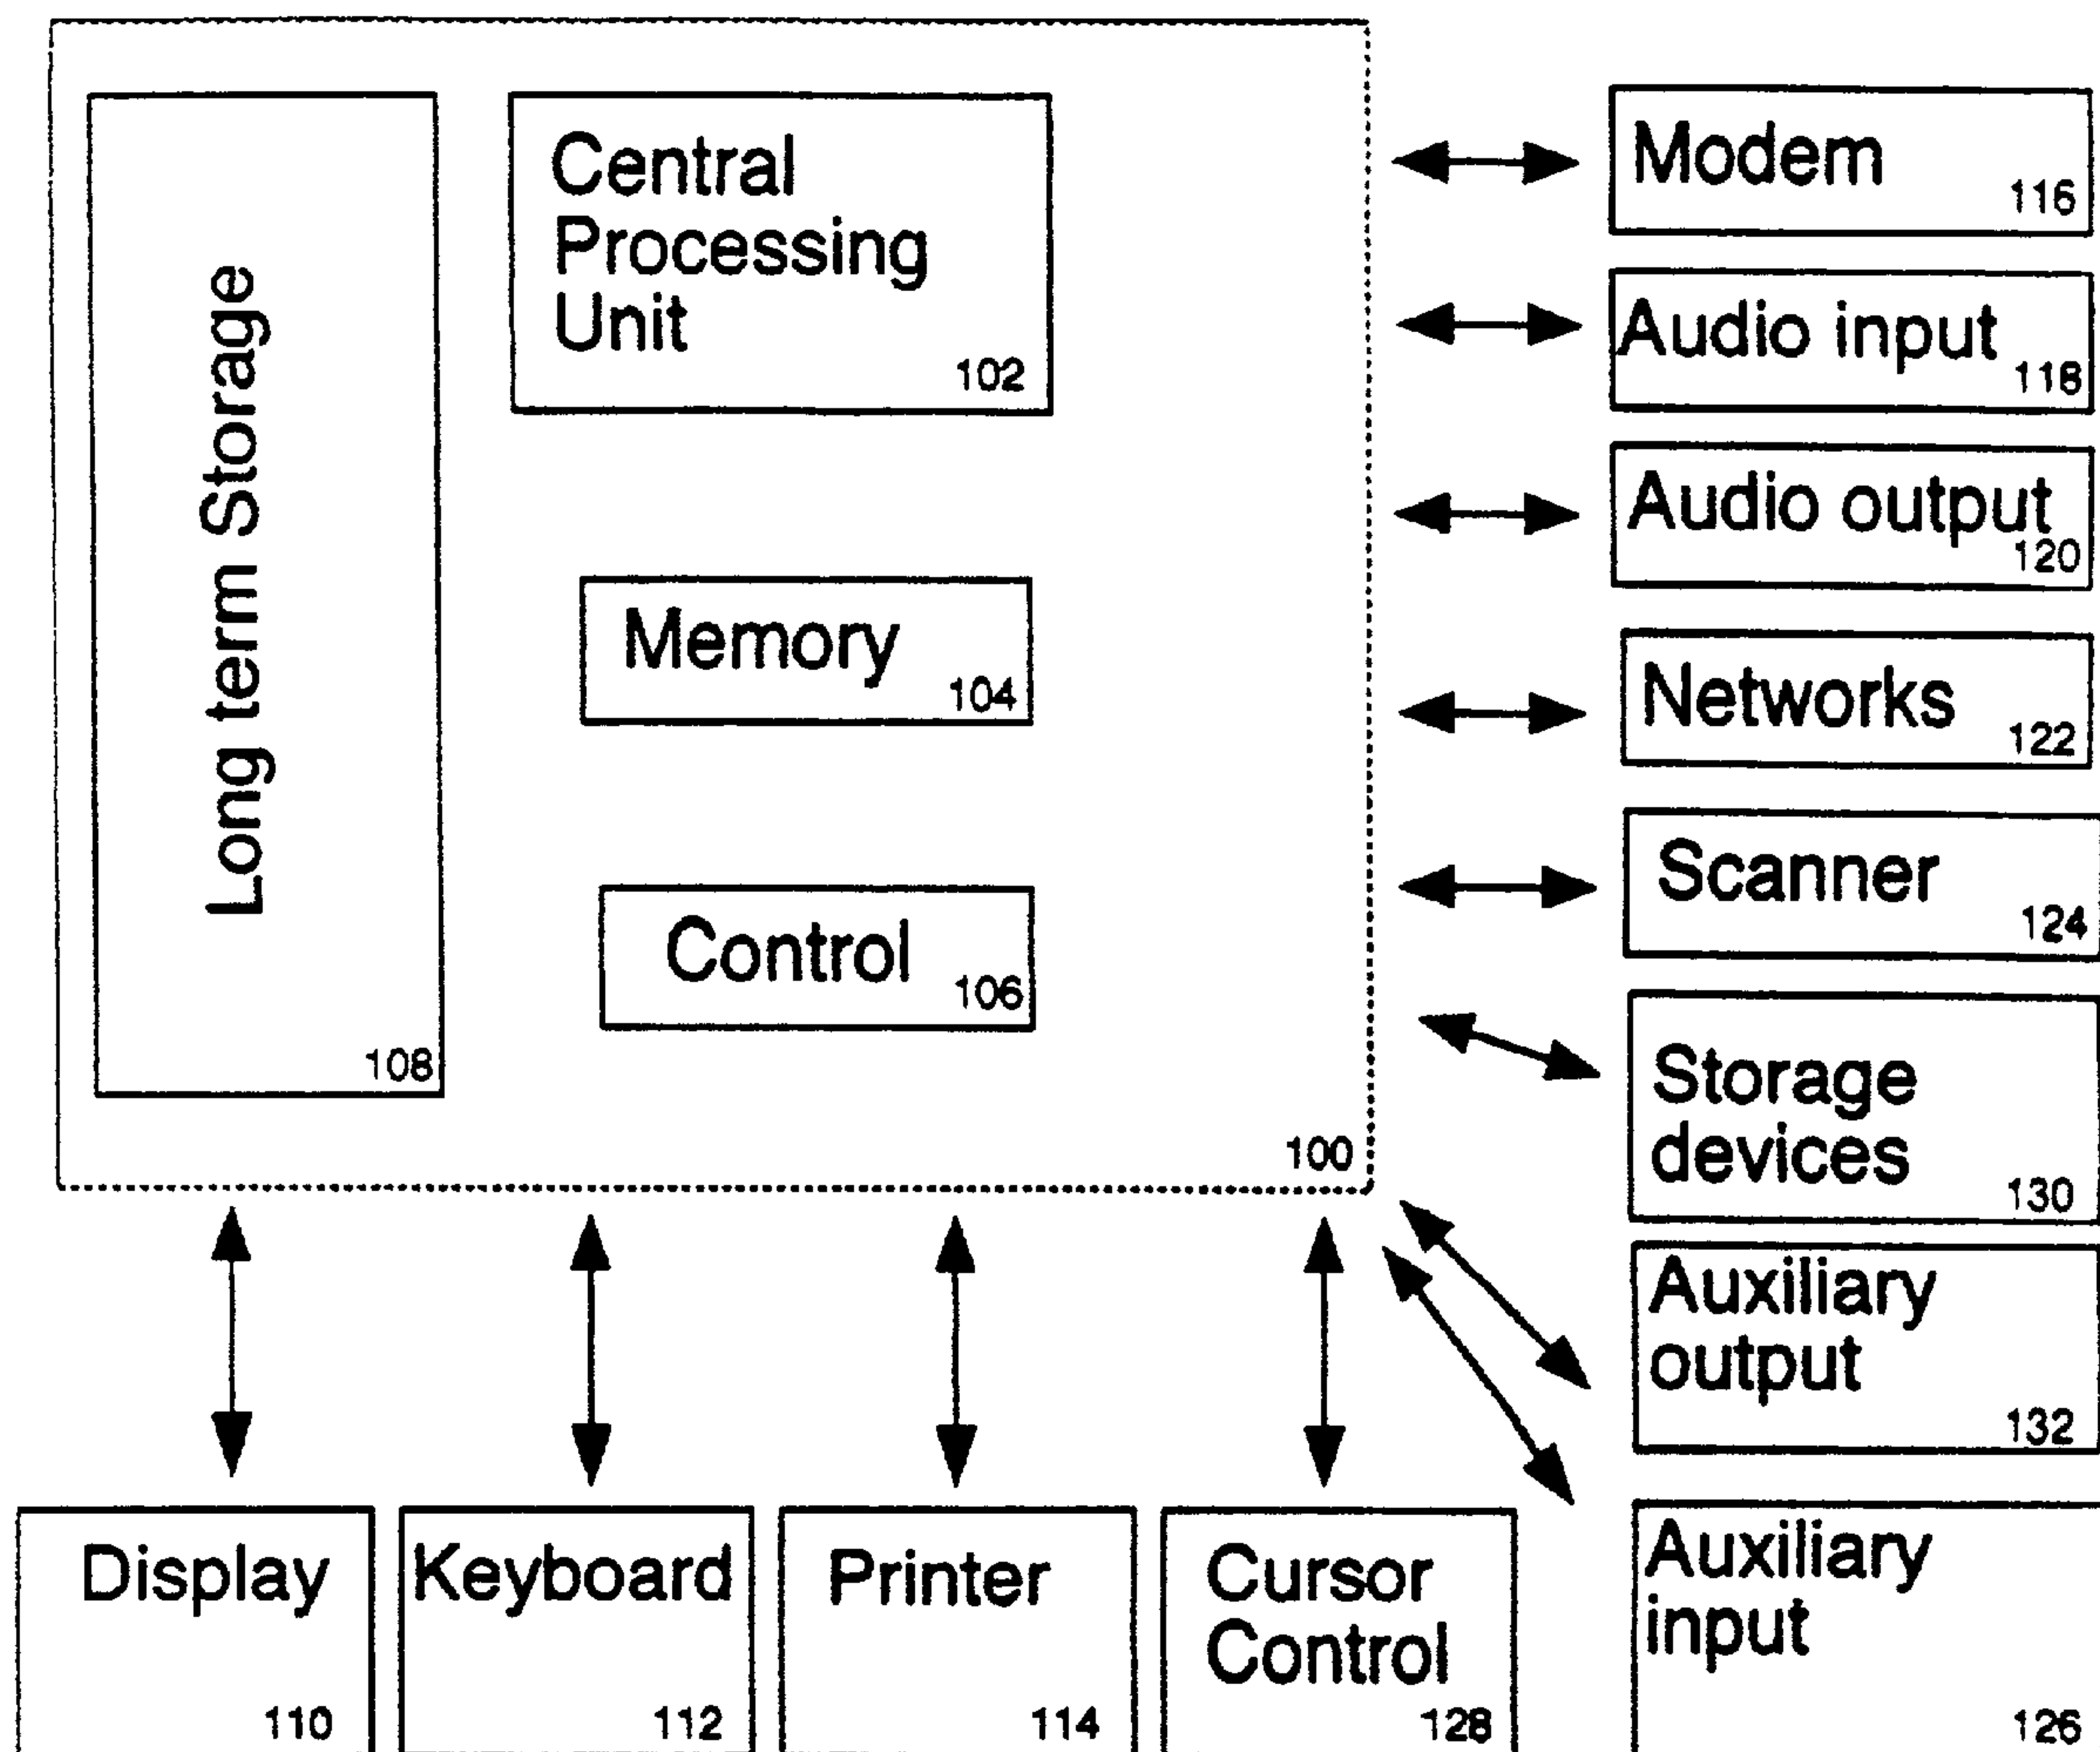 Long term Storage
108
Central
Processing
Unit
102
Memory
104
Control
106
100
Modem
116
Audio input
118
Audio output
120
Networks
122
Scanner
124
Storage
devices
130
Auxiliary
output
132
Auxiliary
input
126
Display
110
Keyboard
112
Printer
114
Cursor
Control
128